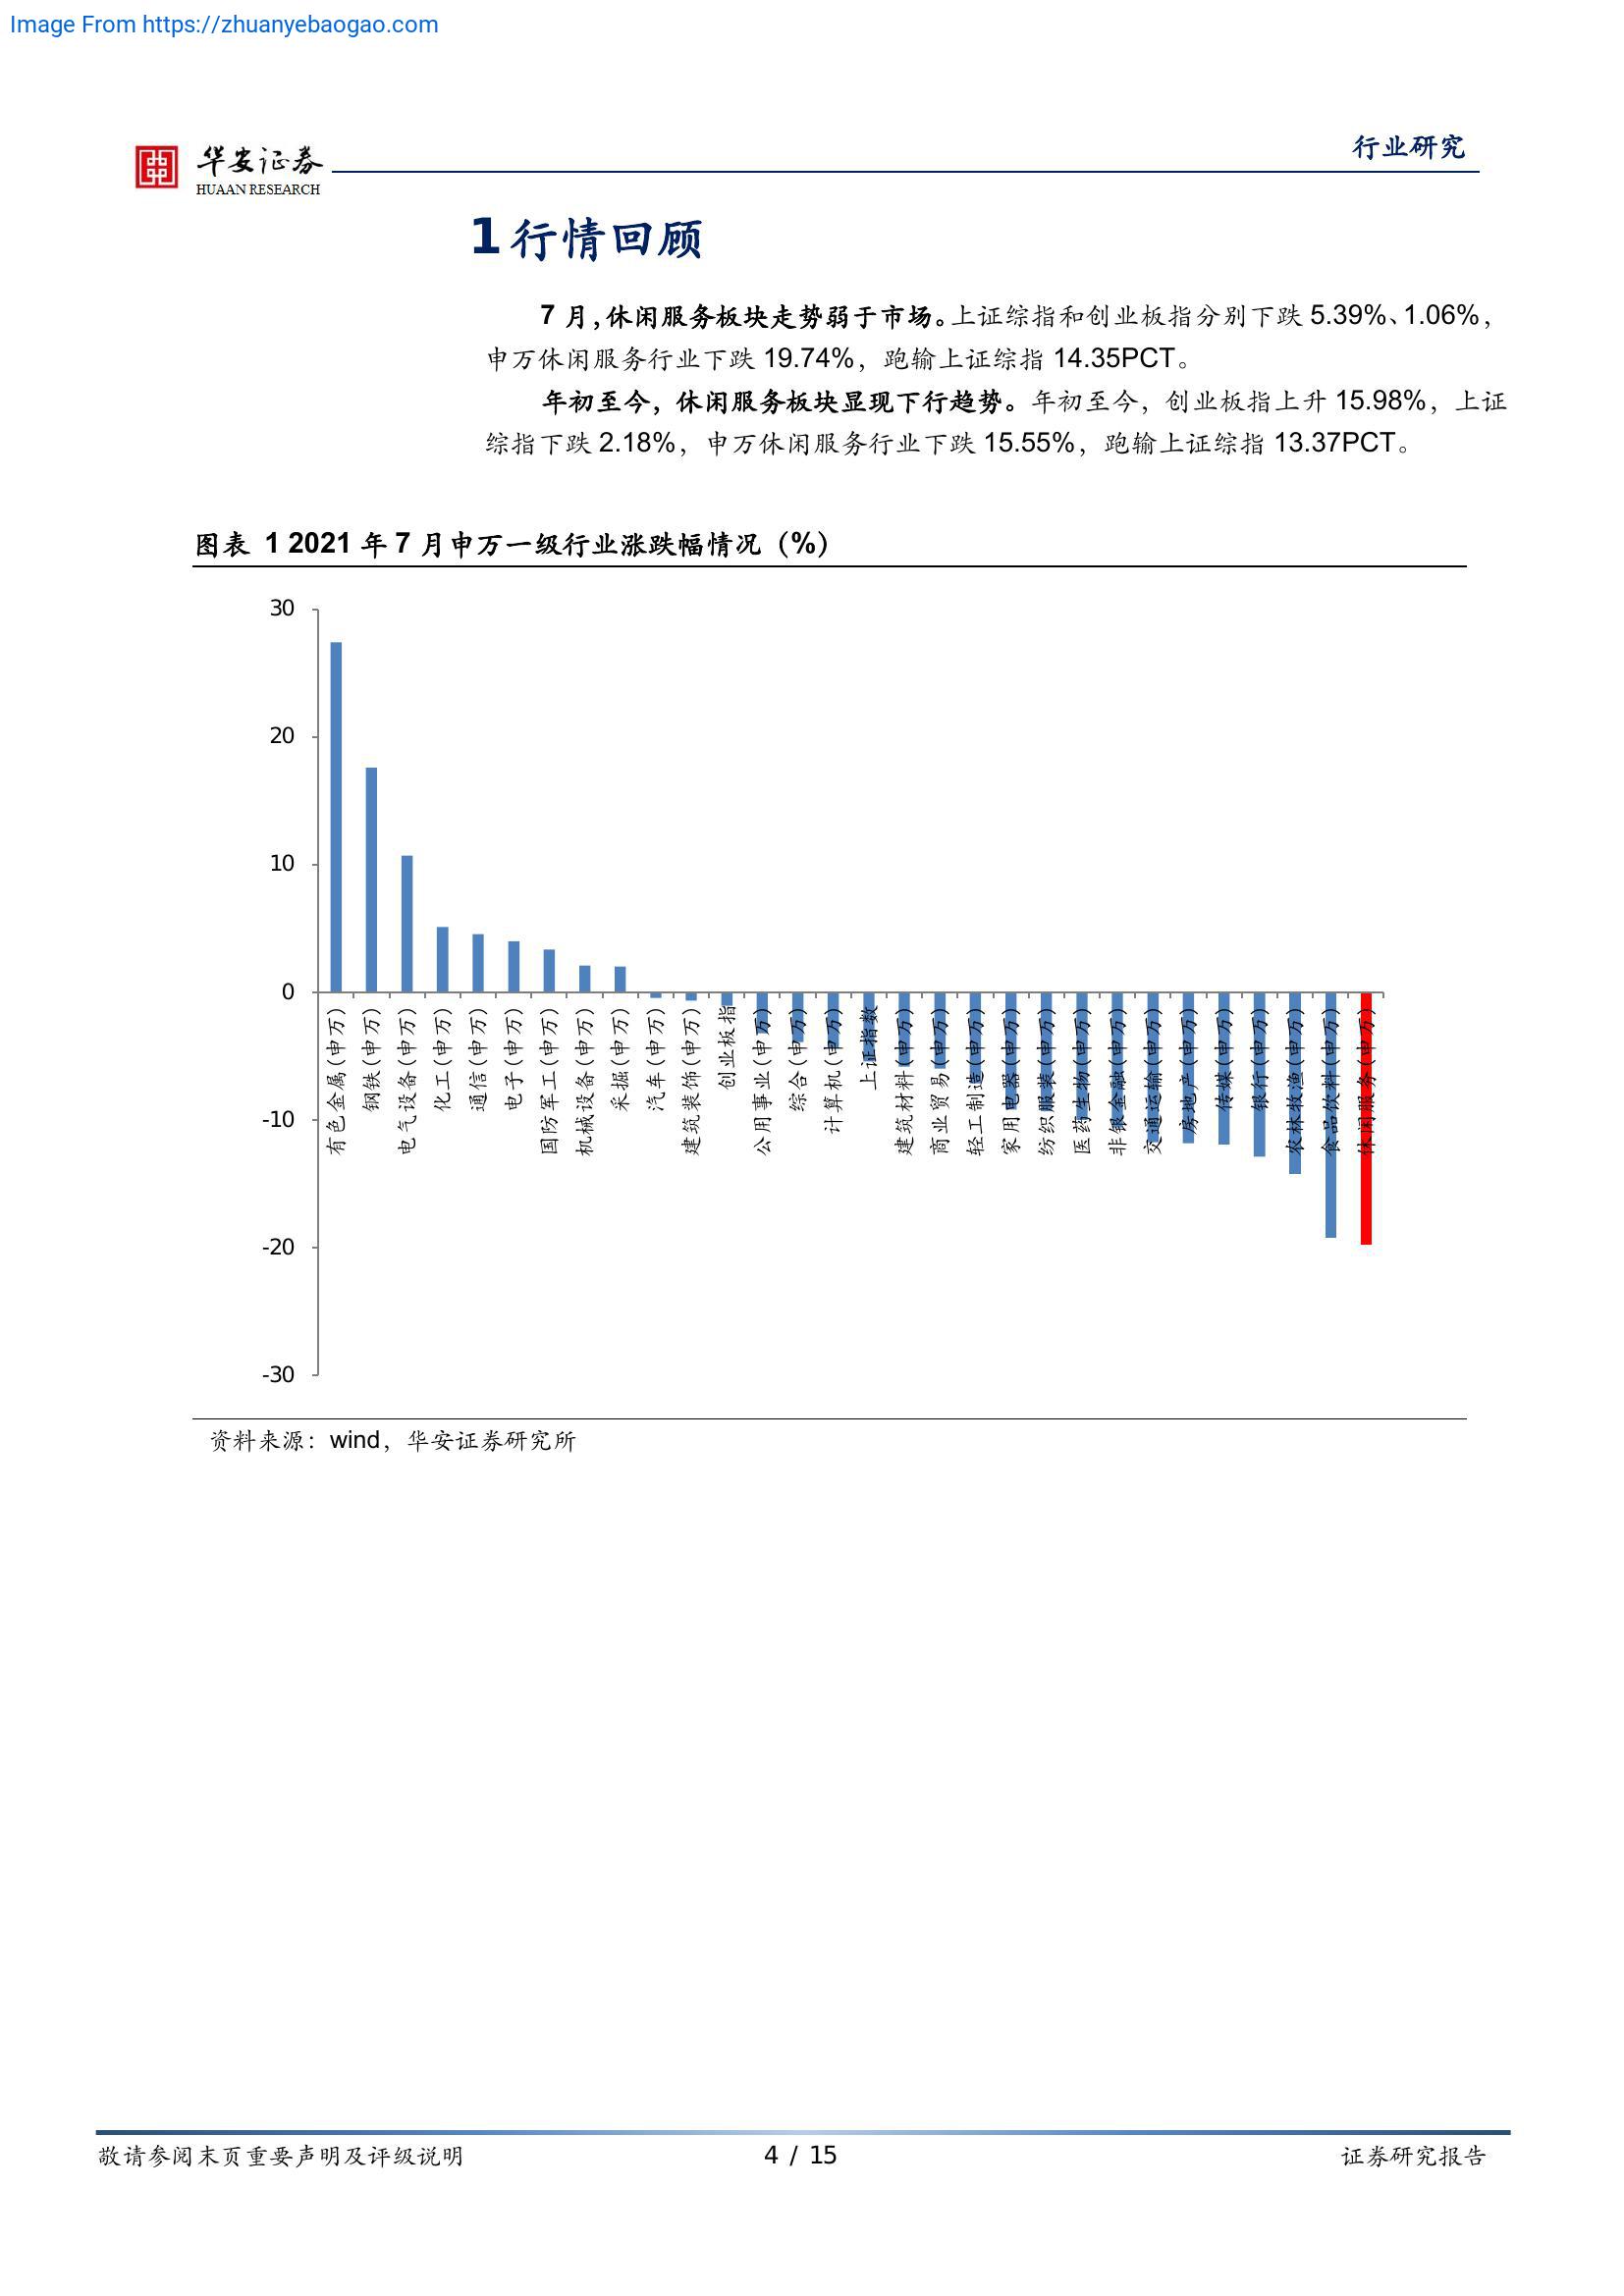 Image From https://zhuanyebaogao.com
华安证券
HUAAN RESEARCH
行业研究
1 行情回顾
7 月，休闲服务板块走势弱于市场。上证综指和创业板指分别下跌 5.39%、1.06%，
申万休闲服务行业下跌 19.74%，跑输上证综指 14.35PCT。
年初至今，休闲服务板块显现下行趋势。年初至今，创业板指上升 15.98%，上证
综指下跌 2.18%，申万休闲服务行业下跌 15.55%，跑输上证综指 13.37PCT。
图表 1 2021 年 7 月申万一级行业涨跌幅情况（%）
30
20
10
0
-10
-20
-30
有色金属(申万)
钢铁(申万)
电气设备(申万)
化工(申万)
通信(申万)
电子(申万)
国防军工(申万)
机械设备(申万)
采掘(申万)
汽车(申万)
建筑装饰(申万)
创业板指
公用事业(申万)
综合(申万)
计算机(申万)
上证指数
建筑材料(申万)
商业贸易(申万)
轻工制造(申万)
家用电器(申万)
纺织服装(申万)
医药生物(申万)
非银金融(申万)
交通运输(申万)
房地产(申万)
传媒(申万)
银行(申万)
农林牧渔(申万)
食品饮料(申万)
休闲服务(申万)
资料来源：wind，华安证券研究所
敬请参阅末页重要声明及评级说明
4 / 15
证券研究报告